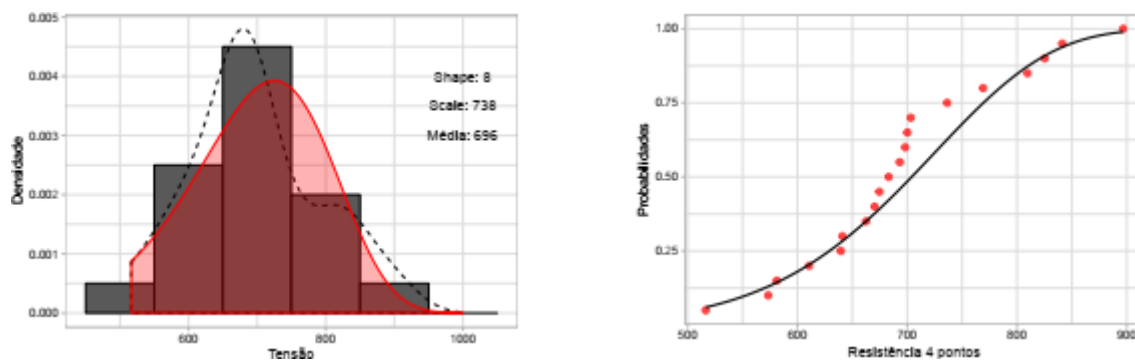 0.005
0.004
0.003
0.002
0.001
0.000
Densidade
Shape: 8
Scale: 738
Média: 696
600
800
1000
Tensão
1.00
0.75
0.50
0.25
Probabilidades
500
600
700
800
900
Resistência 4 pontos